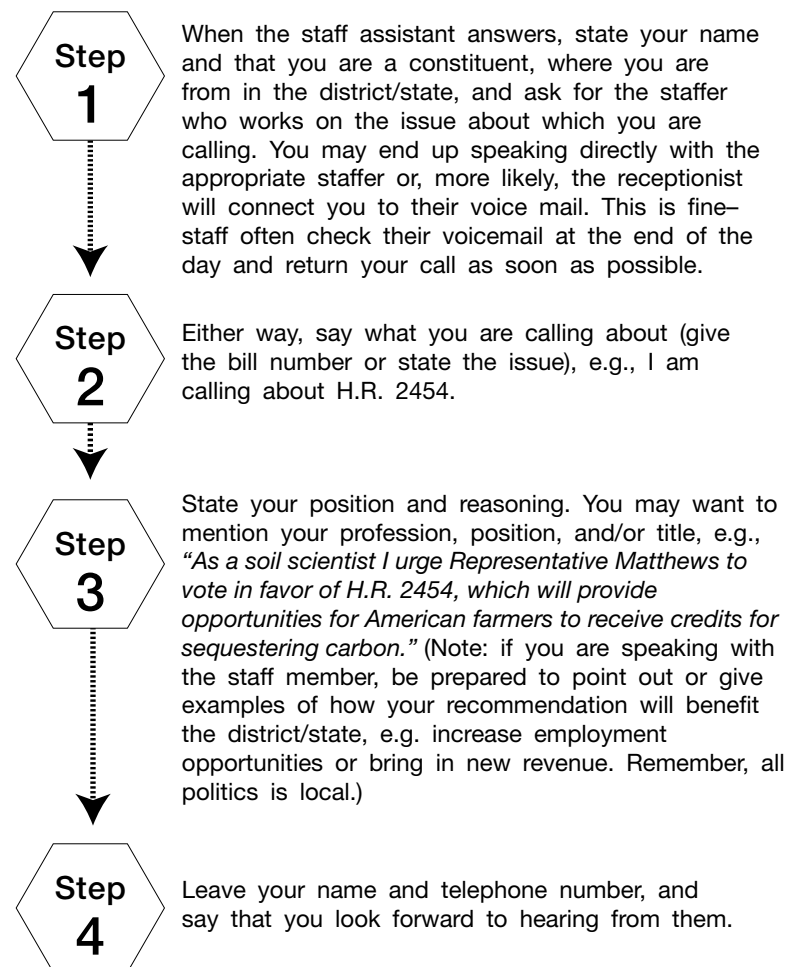 Step
1
When the staff assistant answers, state your name
and that you are a constituent, where you are
from in the district/state, and ask for the staffer
who works on the issue about which you are
calling. You may end up speaking directly with the
appropriate staffer or, more likely, the receptionist
will connect you to their voice mail. This is fine–
staff often check their voicemail at the end of the
day and return your call as soon as possible.
Step
2
Either way, say what you are calling about (give
the bill number or state the issue), e.g., I am
calling about H.R. 2454.
Step
3
State your position and reasoning. You may want to
mention your profession, position, and/or title, e.g.,
“As a soil scientist I urge Representative Matthews to
vote in favor of H.R. 2454, which will provide
opportunities for American farmers to receive credits for
sequestering carbon.” (Note: if you are speaking with
the staff member, be prepared to point out or give
examples of how your recommendation will benefit
the district/state, e.g. increase employment
opportunities or bring in new revenue. Remember, all
politics is local.)
Step
4
Leave your name and telephone number, and
say that you look forward to hearing from them.